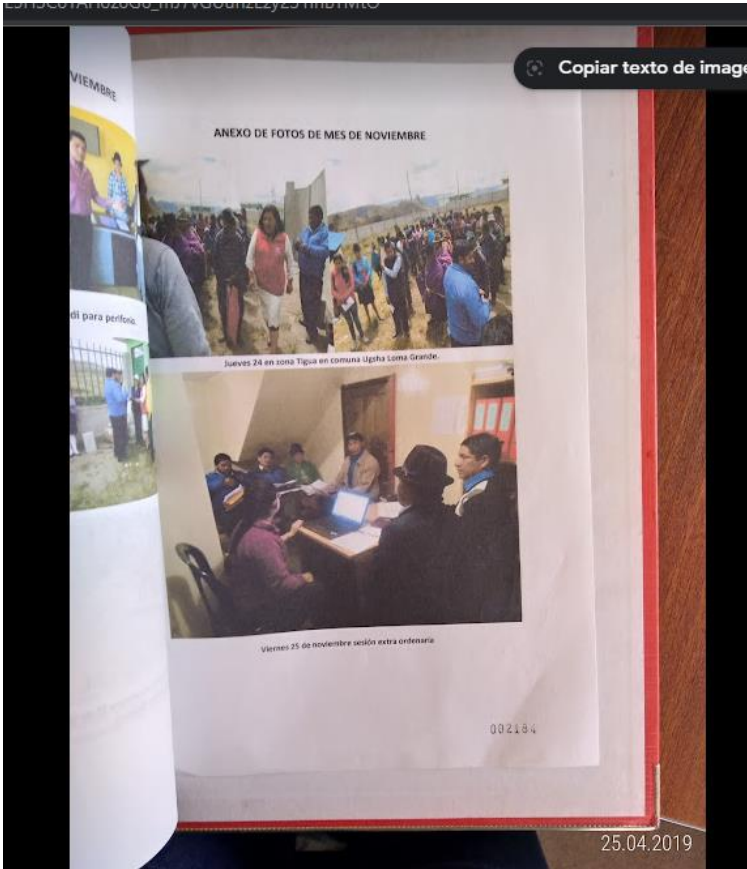 Copiar texto de image
VIEMBRE
di para perifonia.
ANEXO DE FOTOS DE MES DE NOVIEMBRE
Jueves 24 en zona Tigua en comuna Ugsha Loma Grande.
Viernes 25 de noviembre sesión extra ordenaria
002184
25.04.2019